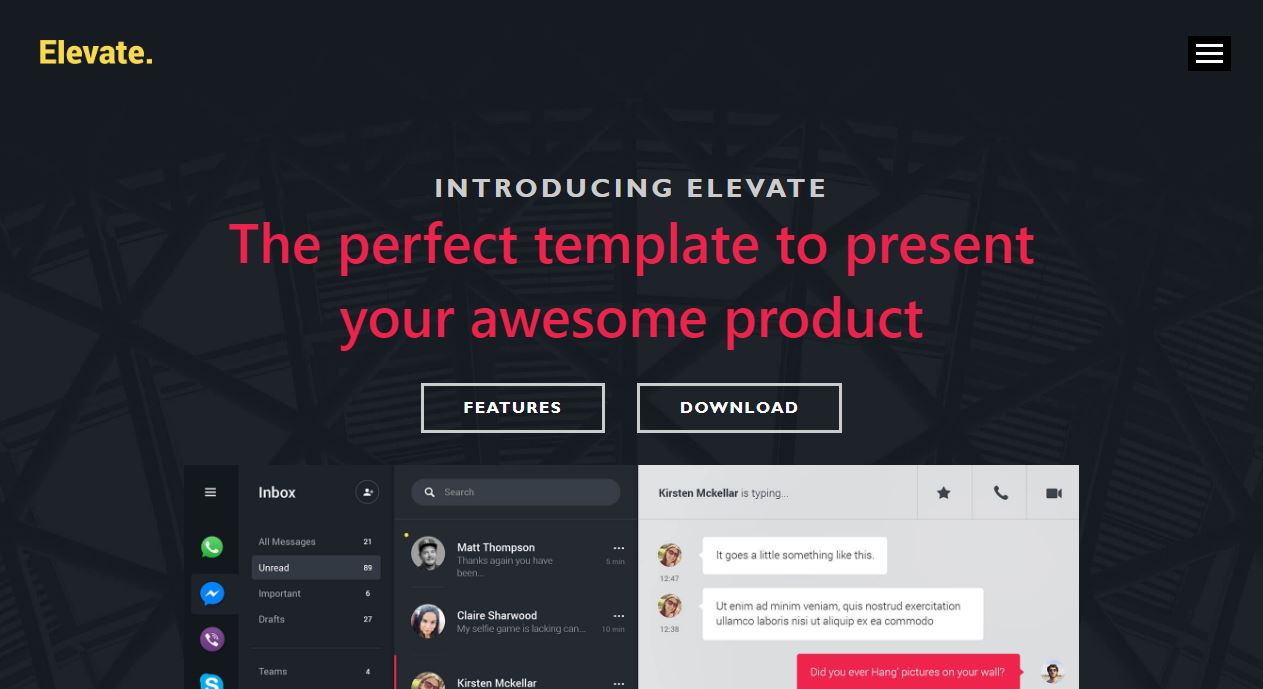 Elevate.
INTRODUCING ELEVATE
The perfect template to present
your awesome product
FEATURES
DOWNLOAD
Inbox
All Messages 21
Unread 89
Important 6
Drafts 27
Teams 4
Search
Matt Thompson
Thanks again you have
been...
5 min
Claire Sharwood
My selfie game is lacking can...
10 min
Kirsten Mckellar
Kirsten Mckellar is typing...
It goes a little something like this.
12:47
Ut enim ad minim veniam, quis nostrud exercitation
ullamco laboris nisi ut aliquip ex ea commodo
12:38
Did you ever Hang' pictures on your wall?